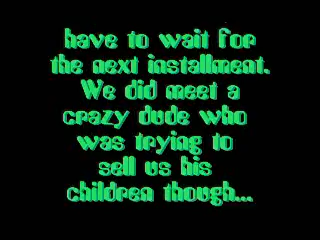 have to wait for
the next installment.
We did meet a
crazy dude who
was trying to
sell us his
children though...